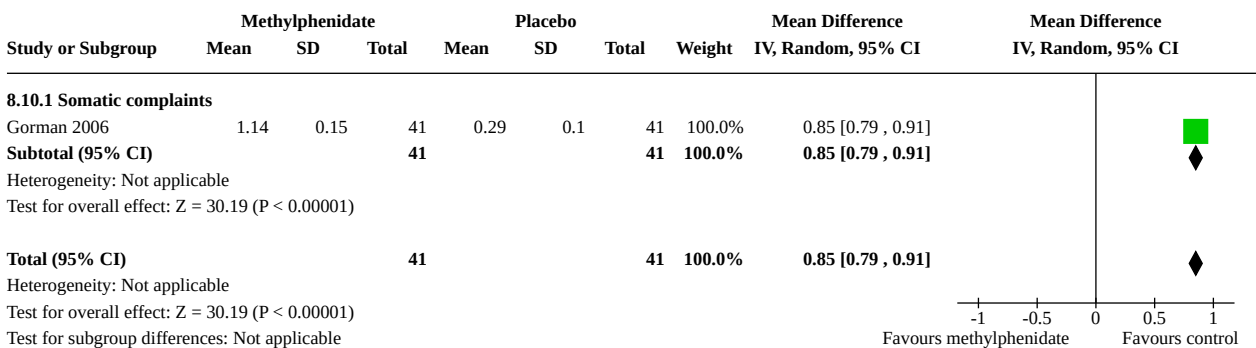 Methylphenidate Placebo Mean Difference Mean Difference
Study or Subgroup Mean SD Total Mean SD Total Weight IV, Random, 95% CI IV, Random, 95% CI
8.10.1 Somatic complaints
Gorman 2006 1.14 0.15 41 0.29 0.1 41 100.0% 0.85 [0.79 , 0.91]
Subtotal (95% CI) 41 41 100.0% 0.85 [0.79 , 0.91]
Heterogeneity: Not applicable
Test for overall effect: Z = 30.19 (P < 0.00001)
Total (95% CI) 41 41 100.0% 0.85 [0.79 , 0.91]
Heterogeneity: Not applicable
Test for overall effect: Z = 30.19 (P < 0.00001)
-1 -0.5 0 0.5 1
Test for subgroup differences: Not applicable Favours methylphenidate Favours control